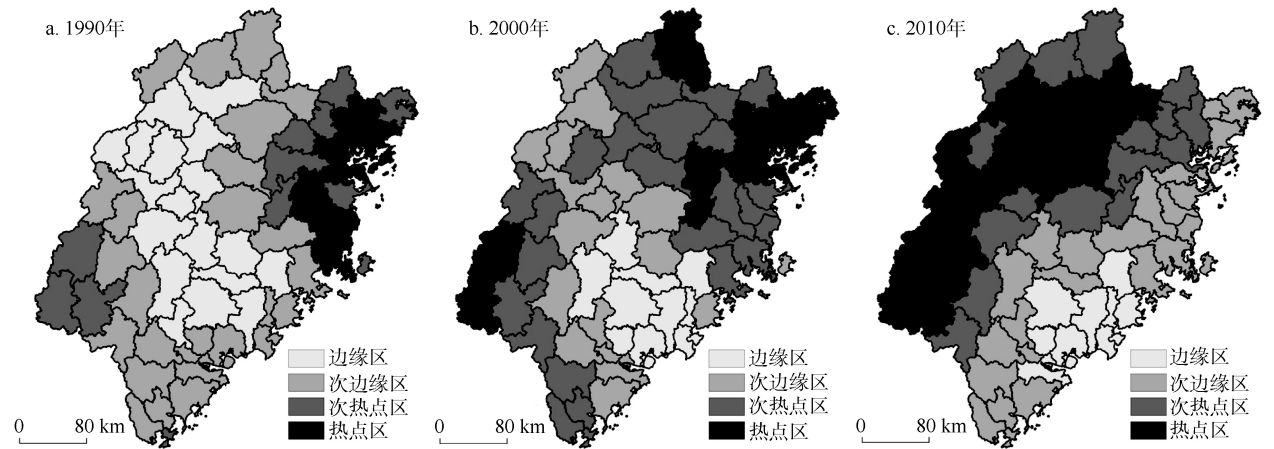 a. 1990年
边缘区
次边缘区
次热点区
热点区
0 80 km
b. 2000年
边缘区
次边缘区
次热点区
热点区
0 80 km
c. 2010年
边缘区
次边缘区
次热点区
热点区
0 80 km